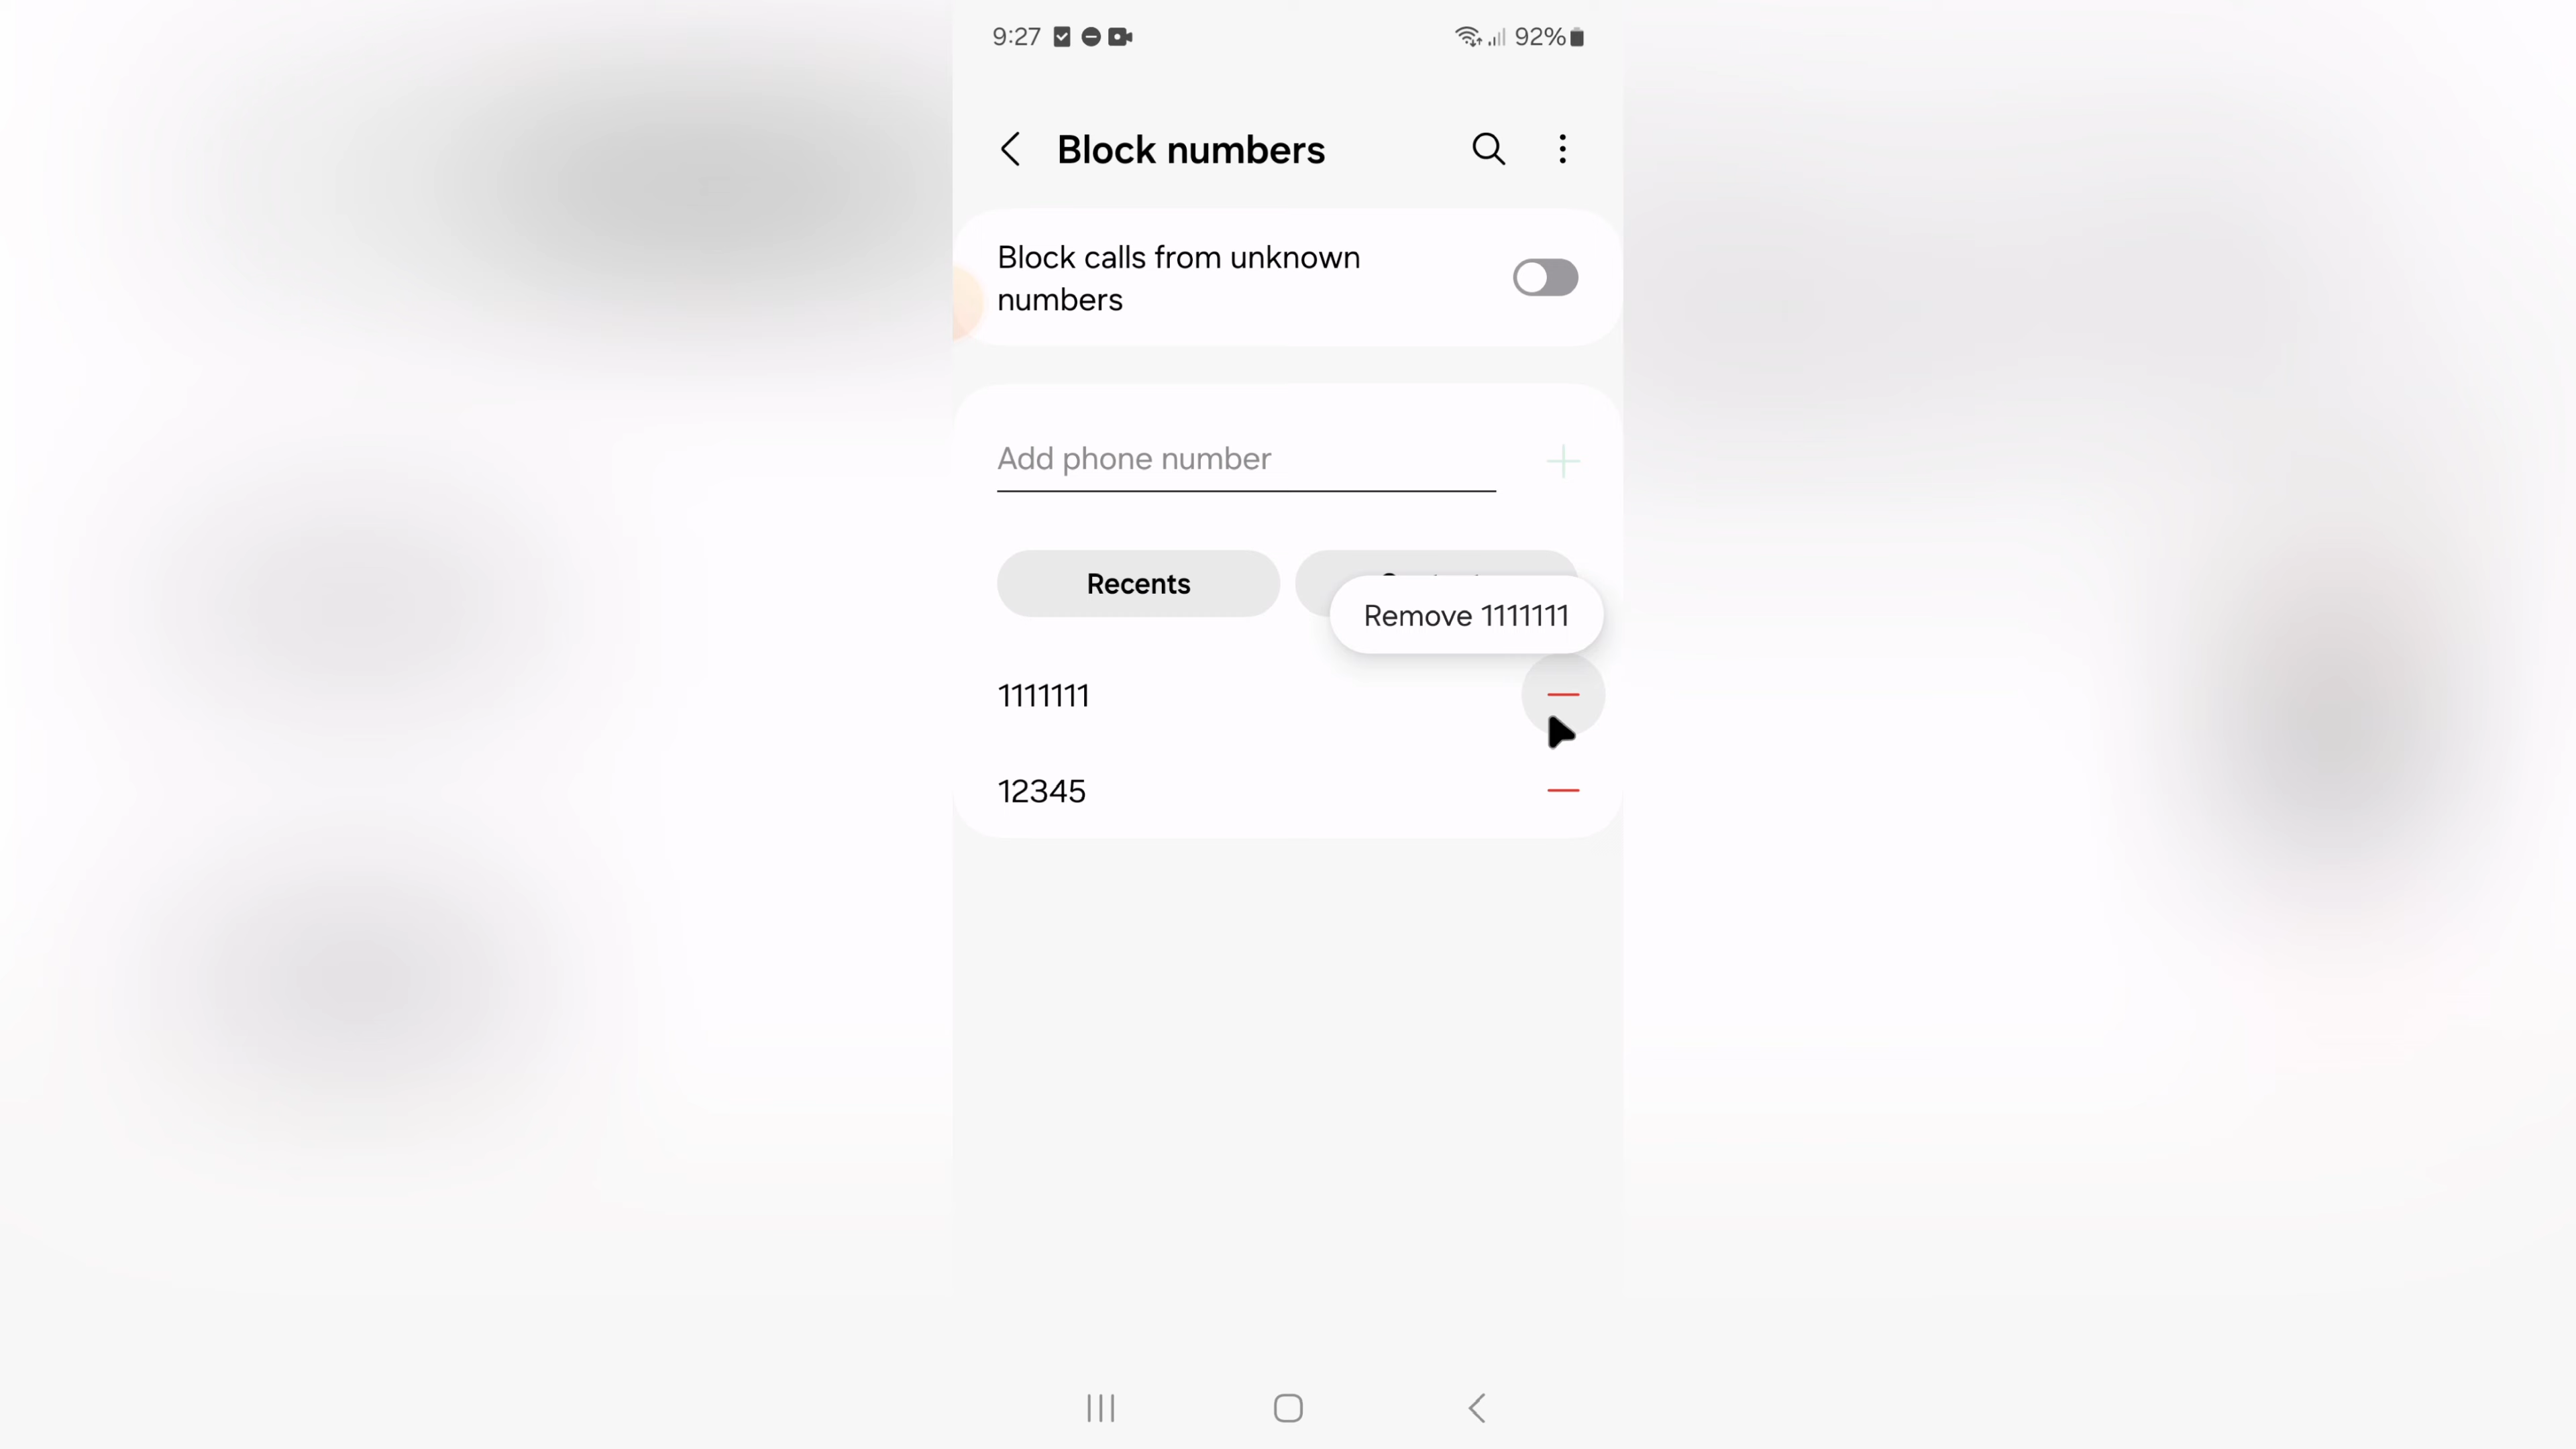 9:27 92%
Block numbers
Block calls from unknown
numbers
Add phone number
Recents
Remove 1111111
1111111
12345